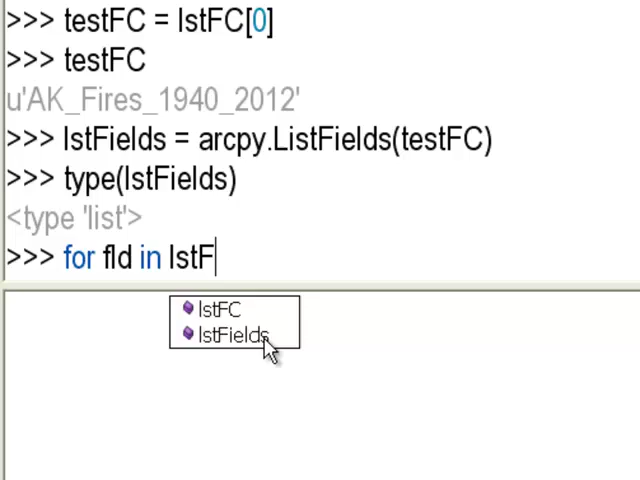 >>> testFC = lstFC[0]
>>> testFC
u'AK_Fires_1940_2012'
>>> lstFields = arcpy.ListFields(testFC)
>>> type(lstFields)
<type 'list'>
>>> for fld in lstF
lstFC
lstFields